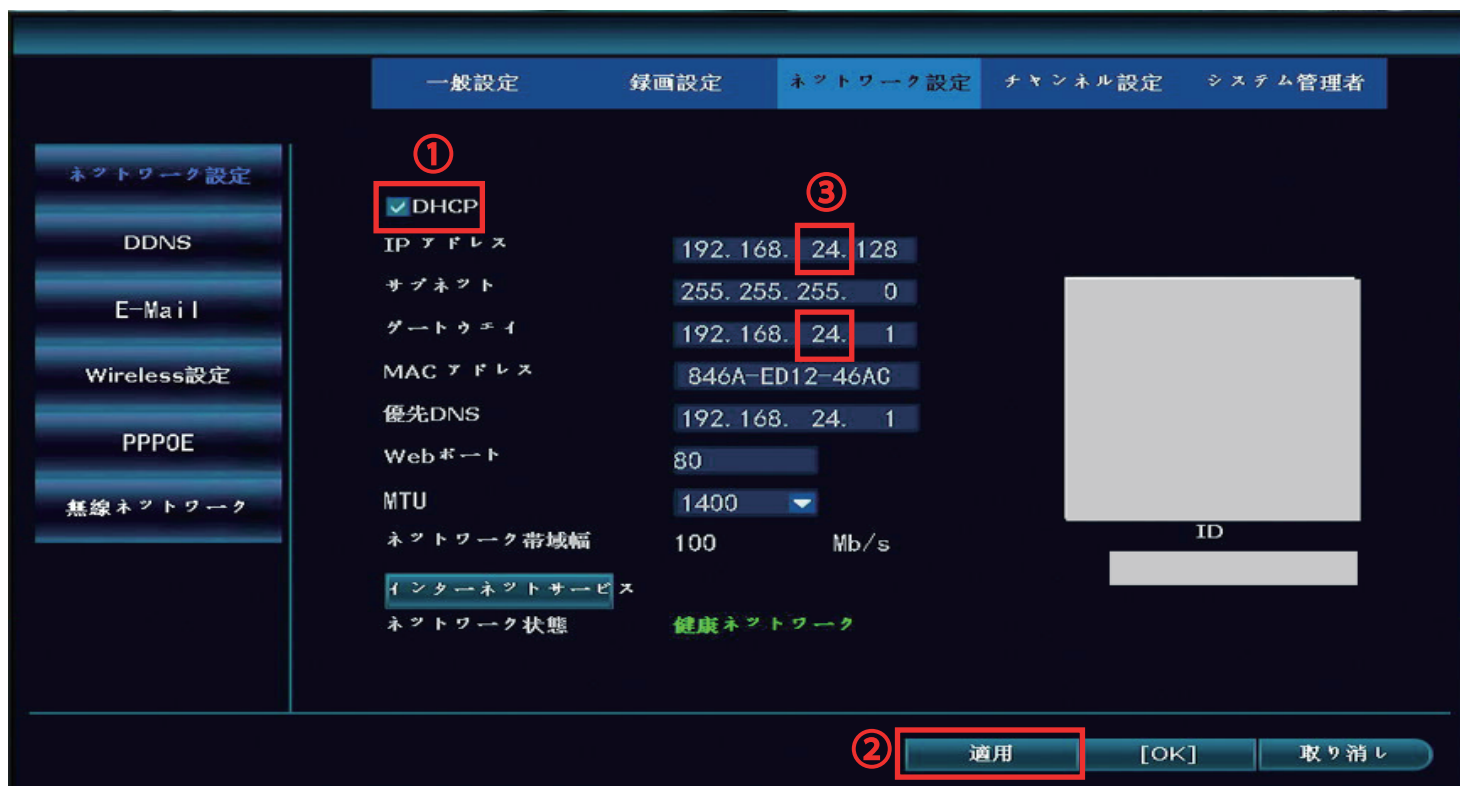 一般設定 録画設定 ネットワーク設定 チャンネル設定 システム管理者
ネットワーク設定
DDNS
E-Mail
Wireless設定
PPPOE
無線ネットワーク
①
☑DHCP
③
IPアドレス 192.168. 24.128
サブネット 255.255.255. 0
ゲートウェイ 192.168. 24. 1
MACアドレス 846A-ED12-46AC
優先DNS 192.168. 24. 1
Webポート 80
MTU 1400
ネットワーク帯域幅 100 Mb/s
インターネットサービス
ネットワーク状態 健康ネットワーク
ID
② 適用 [OK] 取り消し